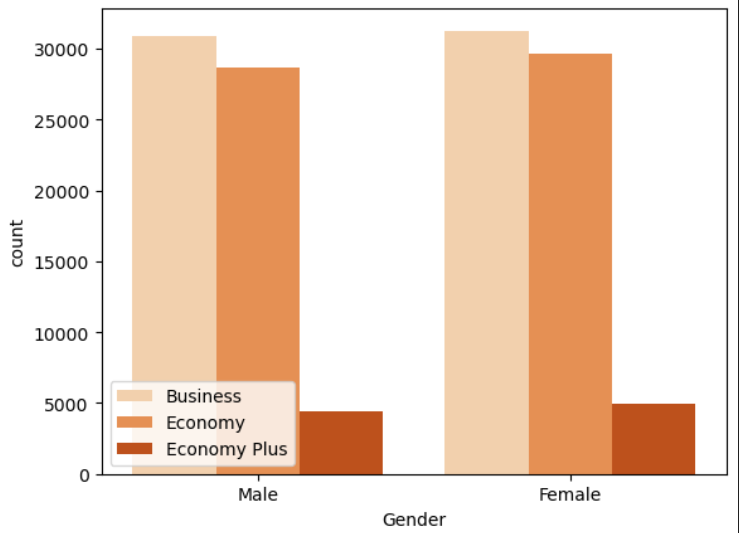 30000
25000
20000
15000
10000
5000
0
count
Business
Economy
Economy Plus
Male
Female
Gender